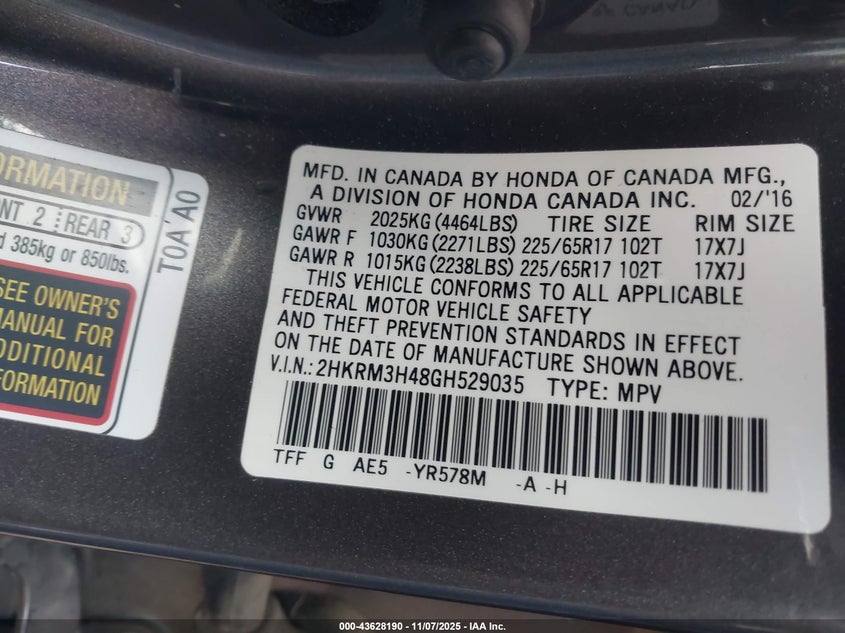 CANADA
ORMATION
NT 2 REAR 3
d 385kg or 850lbs.
SEE OWNER'S
MANUAL FOR
DDITIONAL
FORMATION
T0A A0
MFD. IN CANADA BY HONDA OF CANADA MFG.,
A DIVISION OF HONDA CANADA INC. 02/'16
GVWR 2025KG (4464LBS) TIRE SIZE RIM SIZE
GAWR F 1030KG (2271LBS) 225/65R17 102T 17X7J
GAWR R 1015KG (2238LBS) 225/65R17 102T 17X7J
THIS VEHICLE CONFORMS TO ALL APPLICABLE
FEDERAL MOTOR VEHICLE SAFETY
AND THEFT PREVENTION STANDARDS IN EFFECT
ON THE DATE OF MANUFACTURE SHOWN ABOVE.
V.I.N.: 2HKRM3H48GH529035 TYPE: MPV
TFF G AE5 -YR578M -A -H
000-43628190 - 11/07/2025 - IAA Inc.